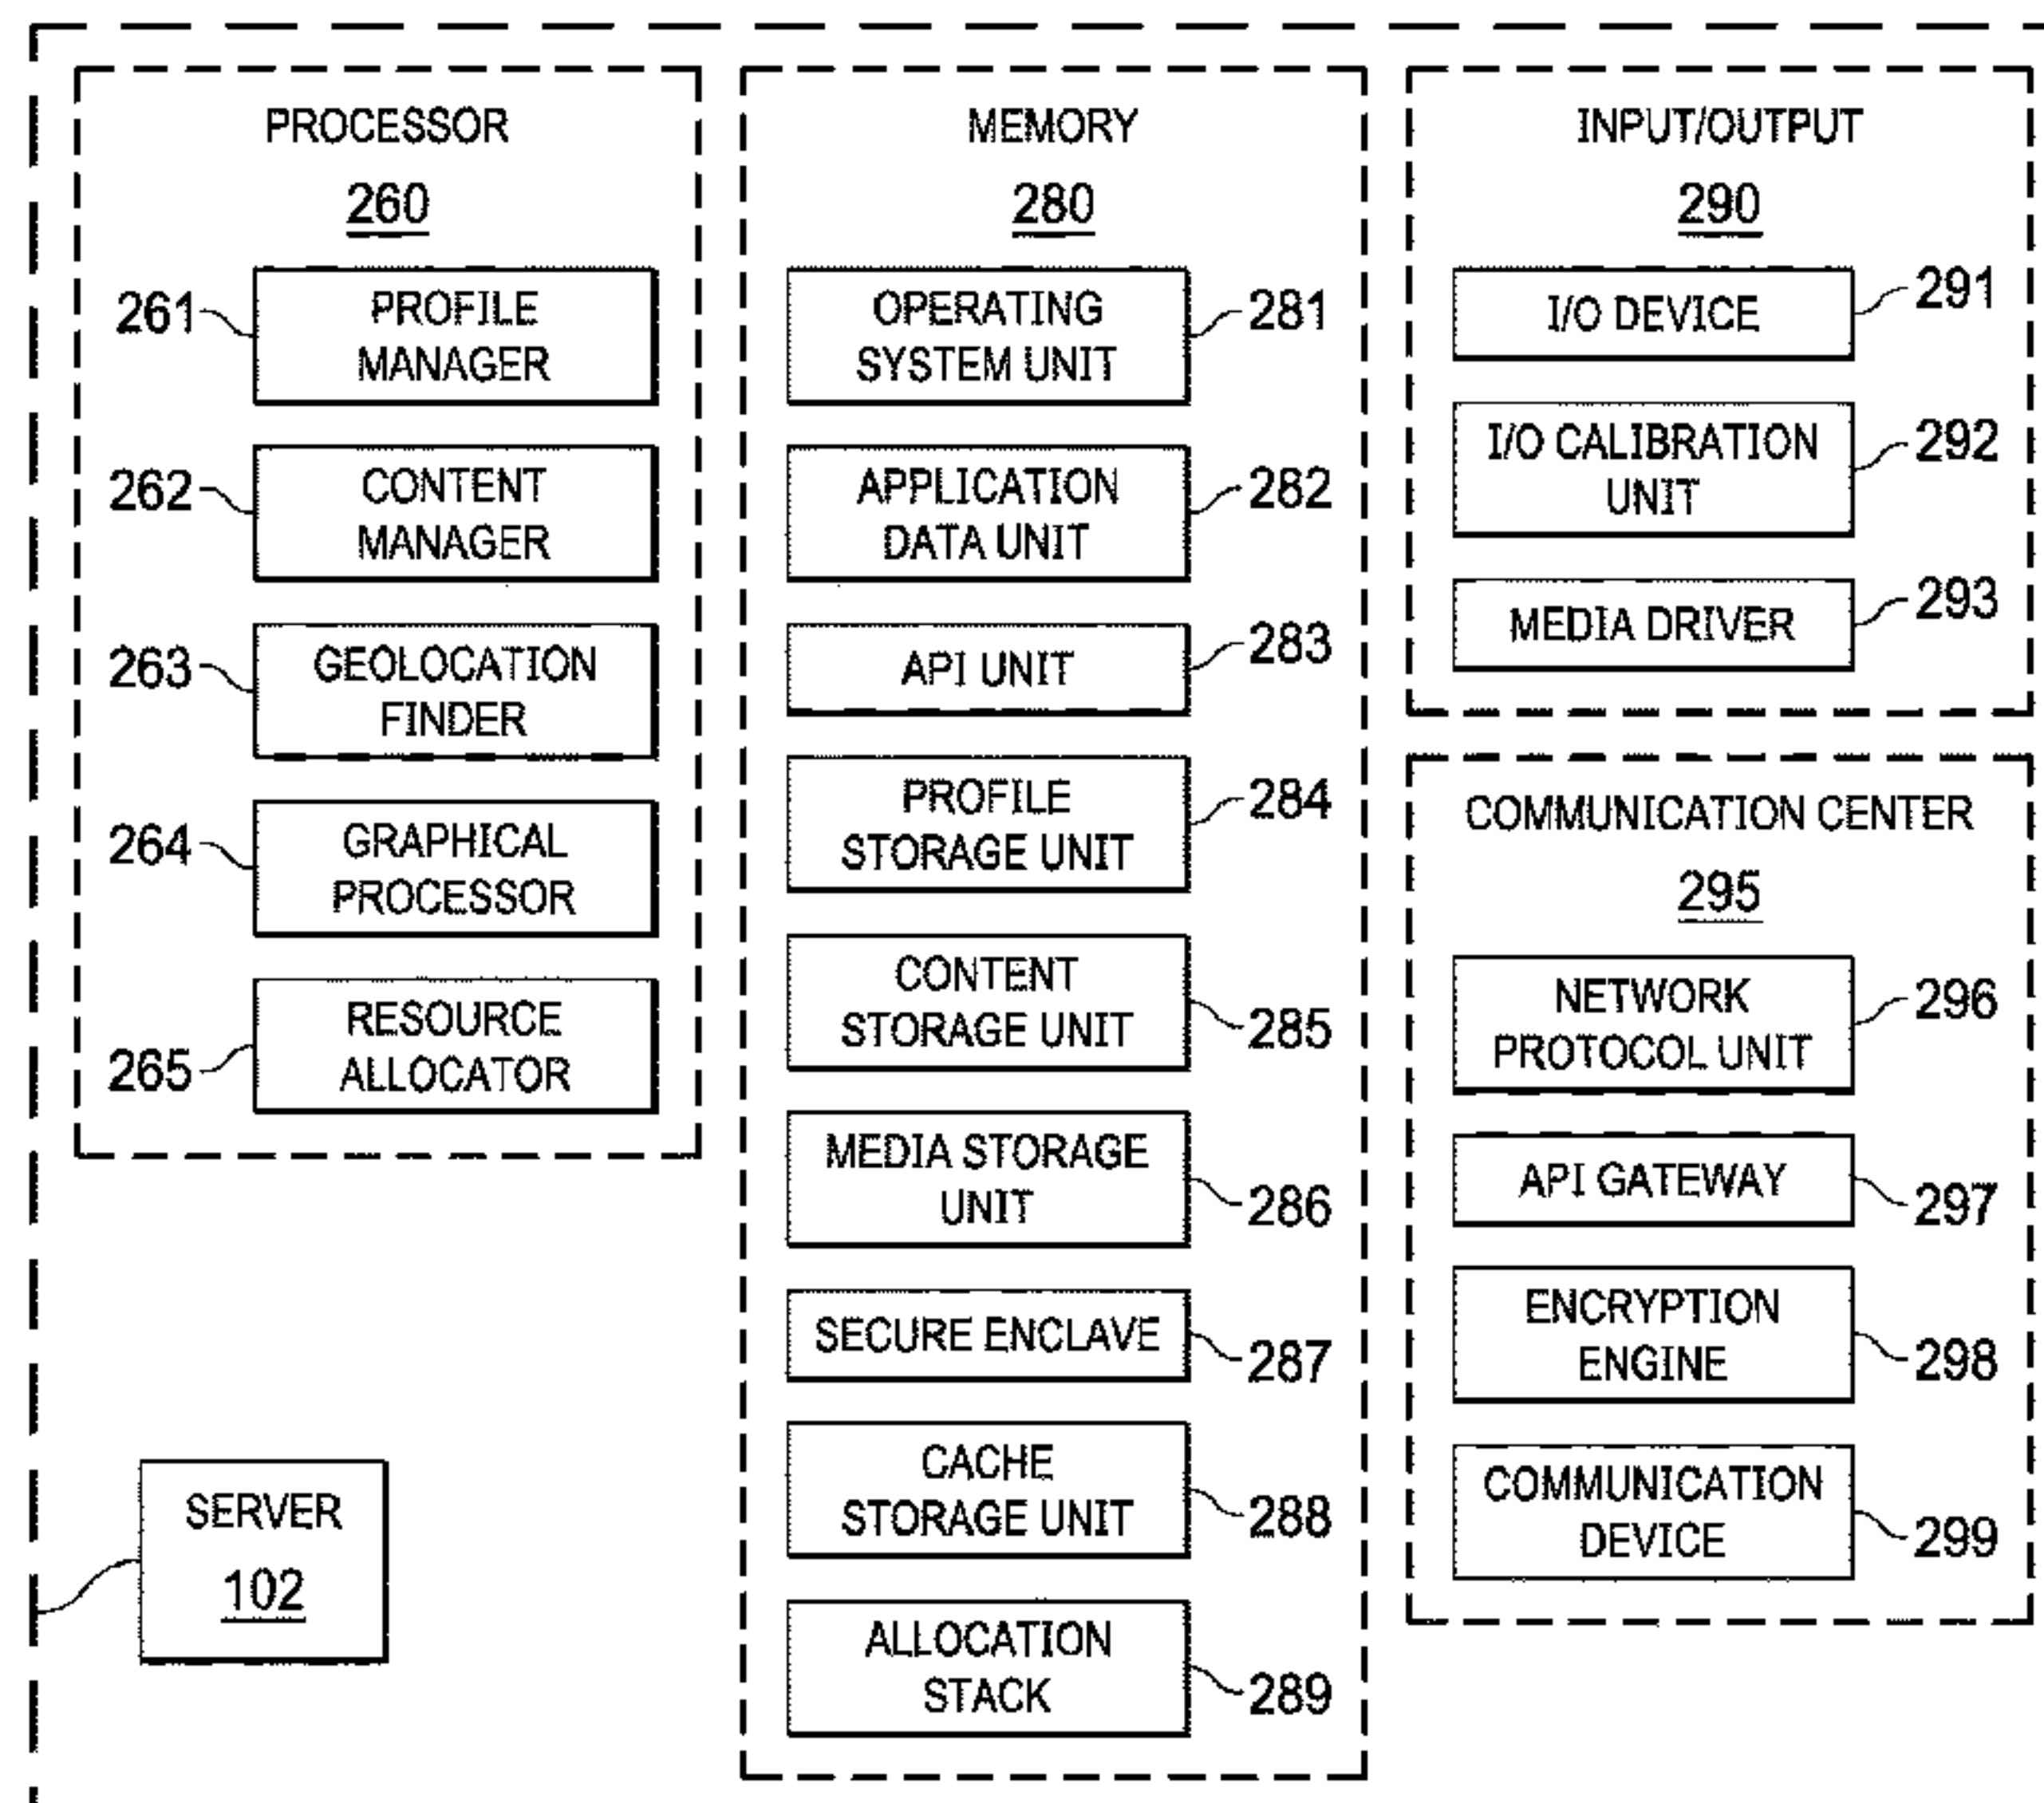 PROCESSOR
260
261
PROFILE
MANAGER
262
CONTENT
MANAGER
263
GEOLOCATION
FINDER
264
GRAPHICAL
PROCESSOR
265
RESOURCE
ALLOCATOR
SERVER
102
MEMORY
280
OPERATING
SYSTEM UNIT
281
APPLICATION
DATA UNIT
282
API UNIT
283
PROFILE
STORAGE UNIT
284
CONTENT
STORAGE UNIT
285
MEDIA STORAGE
UNIT
286
SECURE ENCLAVE
287
CACHE
STORAGE UNIT
288
ALLOCATION
STACK
289
INPUT/OUTPUT
290
I/O DEVICE
291
I/O CALIBRATION
UNIT
292
MEDIA DRIVER
293
COMMUNICATION CENTER
295
NETWORK
PROTOCOL UNIT
296
API GATEWAY
297
ENCRYPTION
ENGINE
298
COMMUNICATION
DEVICE
299